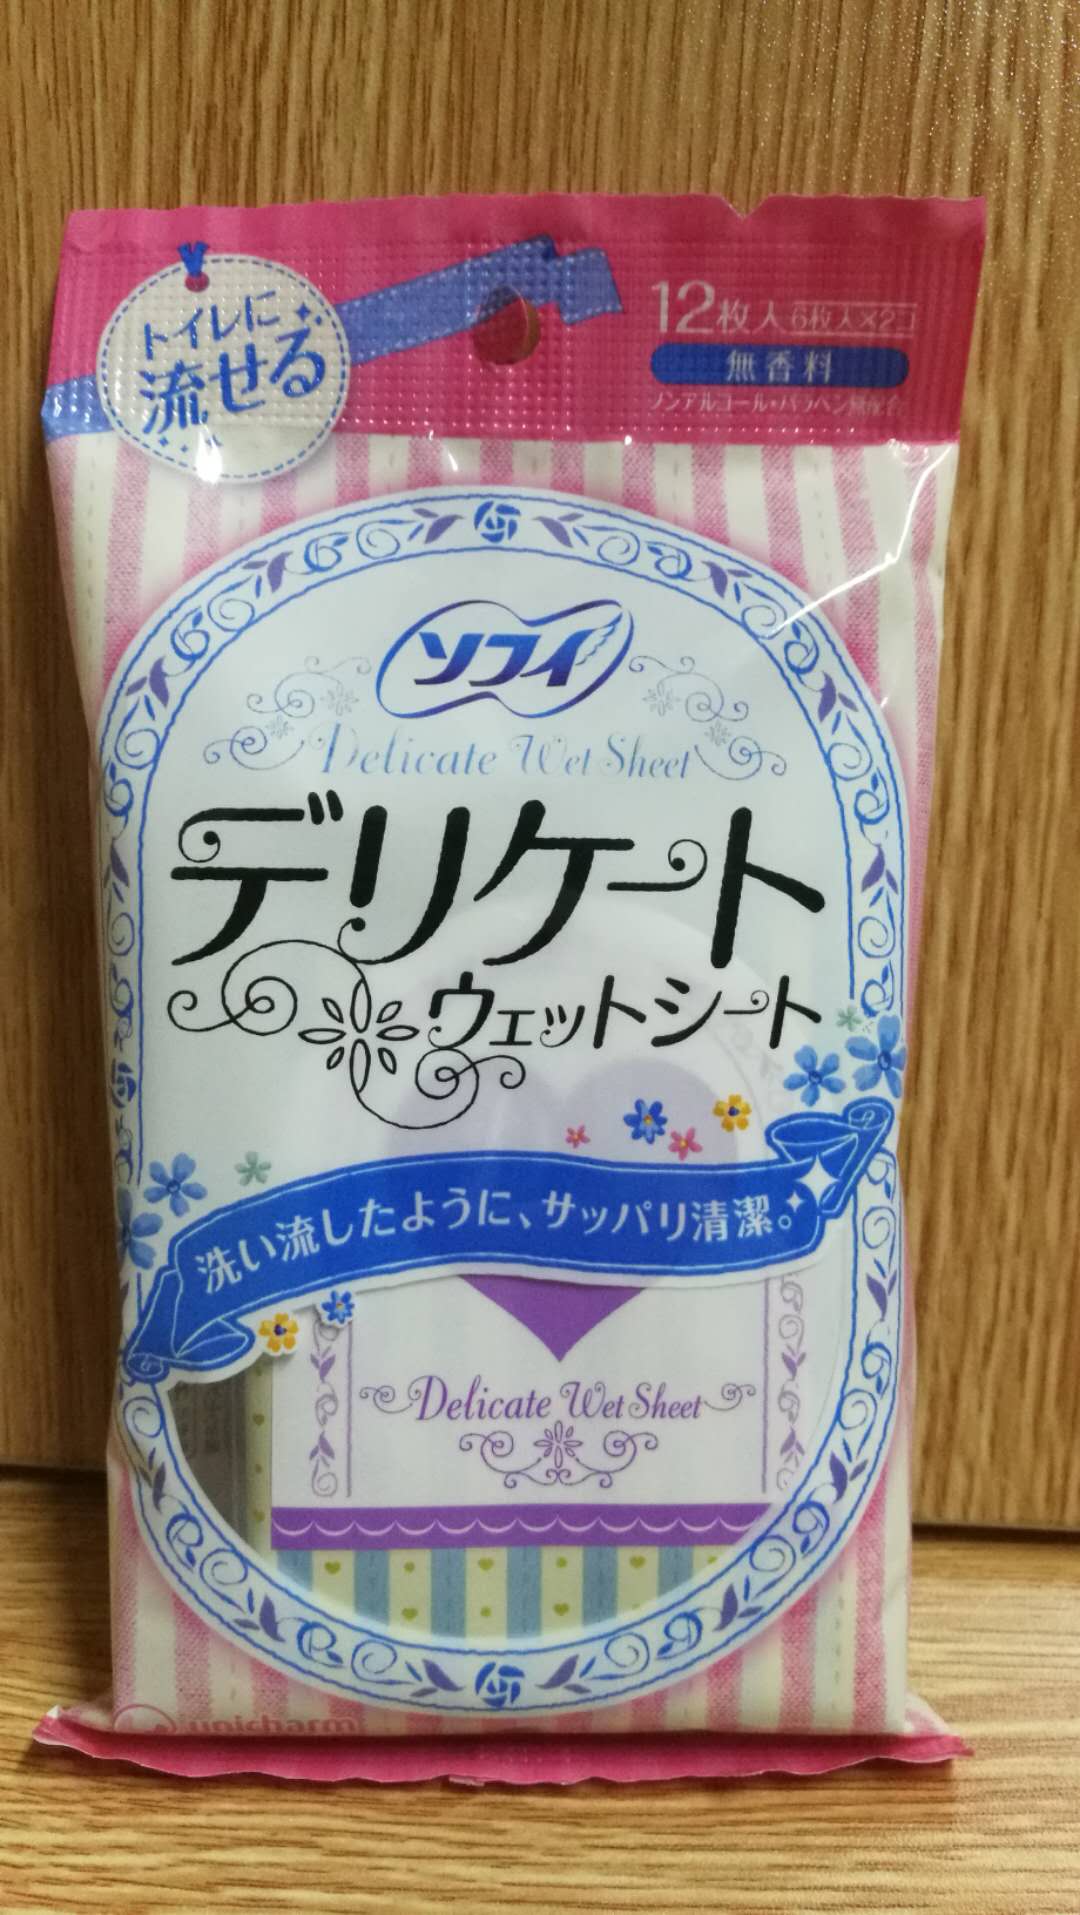 トイレに
流せる
12枚入 6枚入×2コ
無香料
ノンアルコール・パラベン無配合
ソフィ
Delicate Wet Sheet
デリケート
ウェットシート
洗い流したように、サッパリ清潔。
Delicate Wet Sheet
unicharm